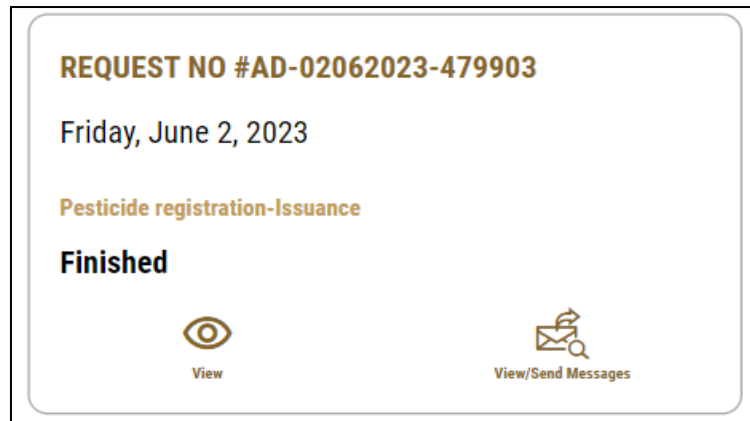 REQUEST NO #AD-02062023-479903
Friday, June 2, 2023
Pesticide registration-Issuance
Finished
View
View/Send Messages